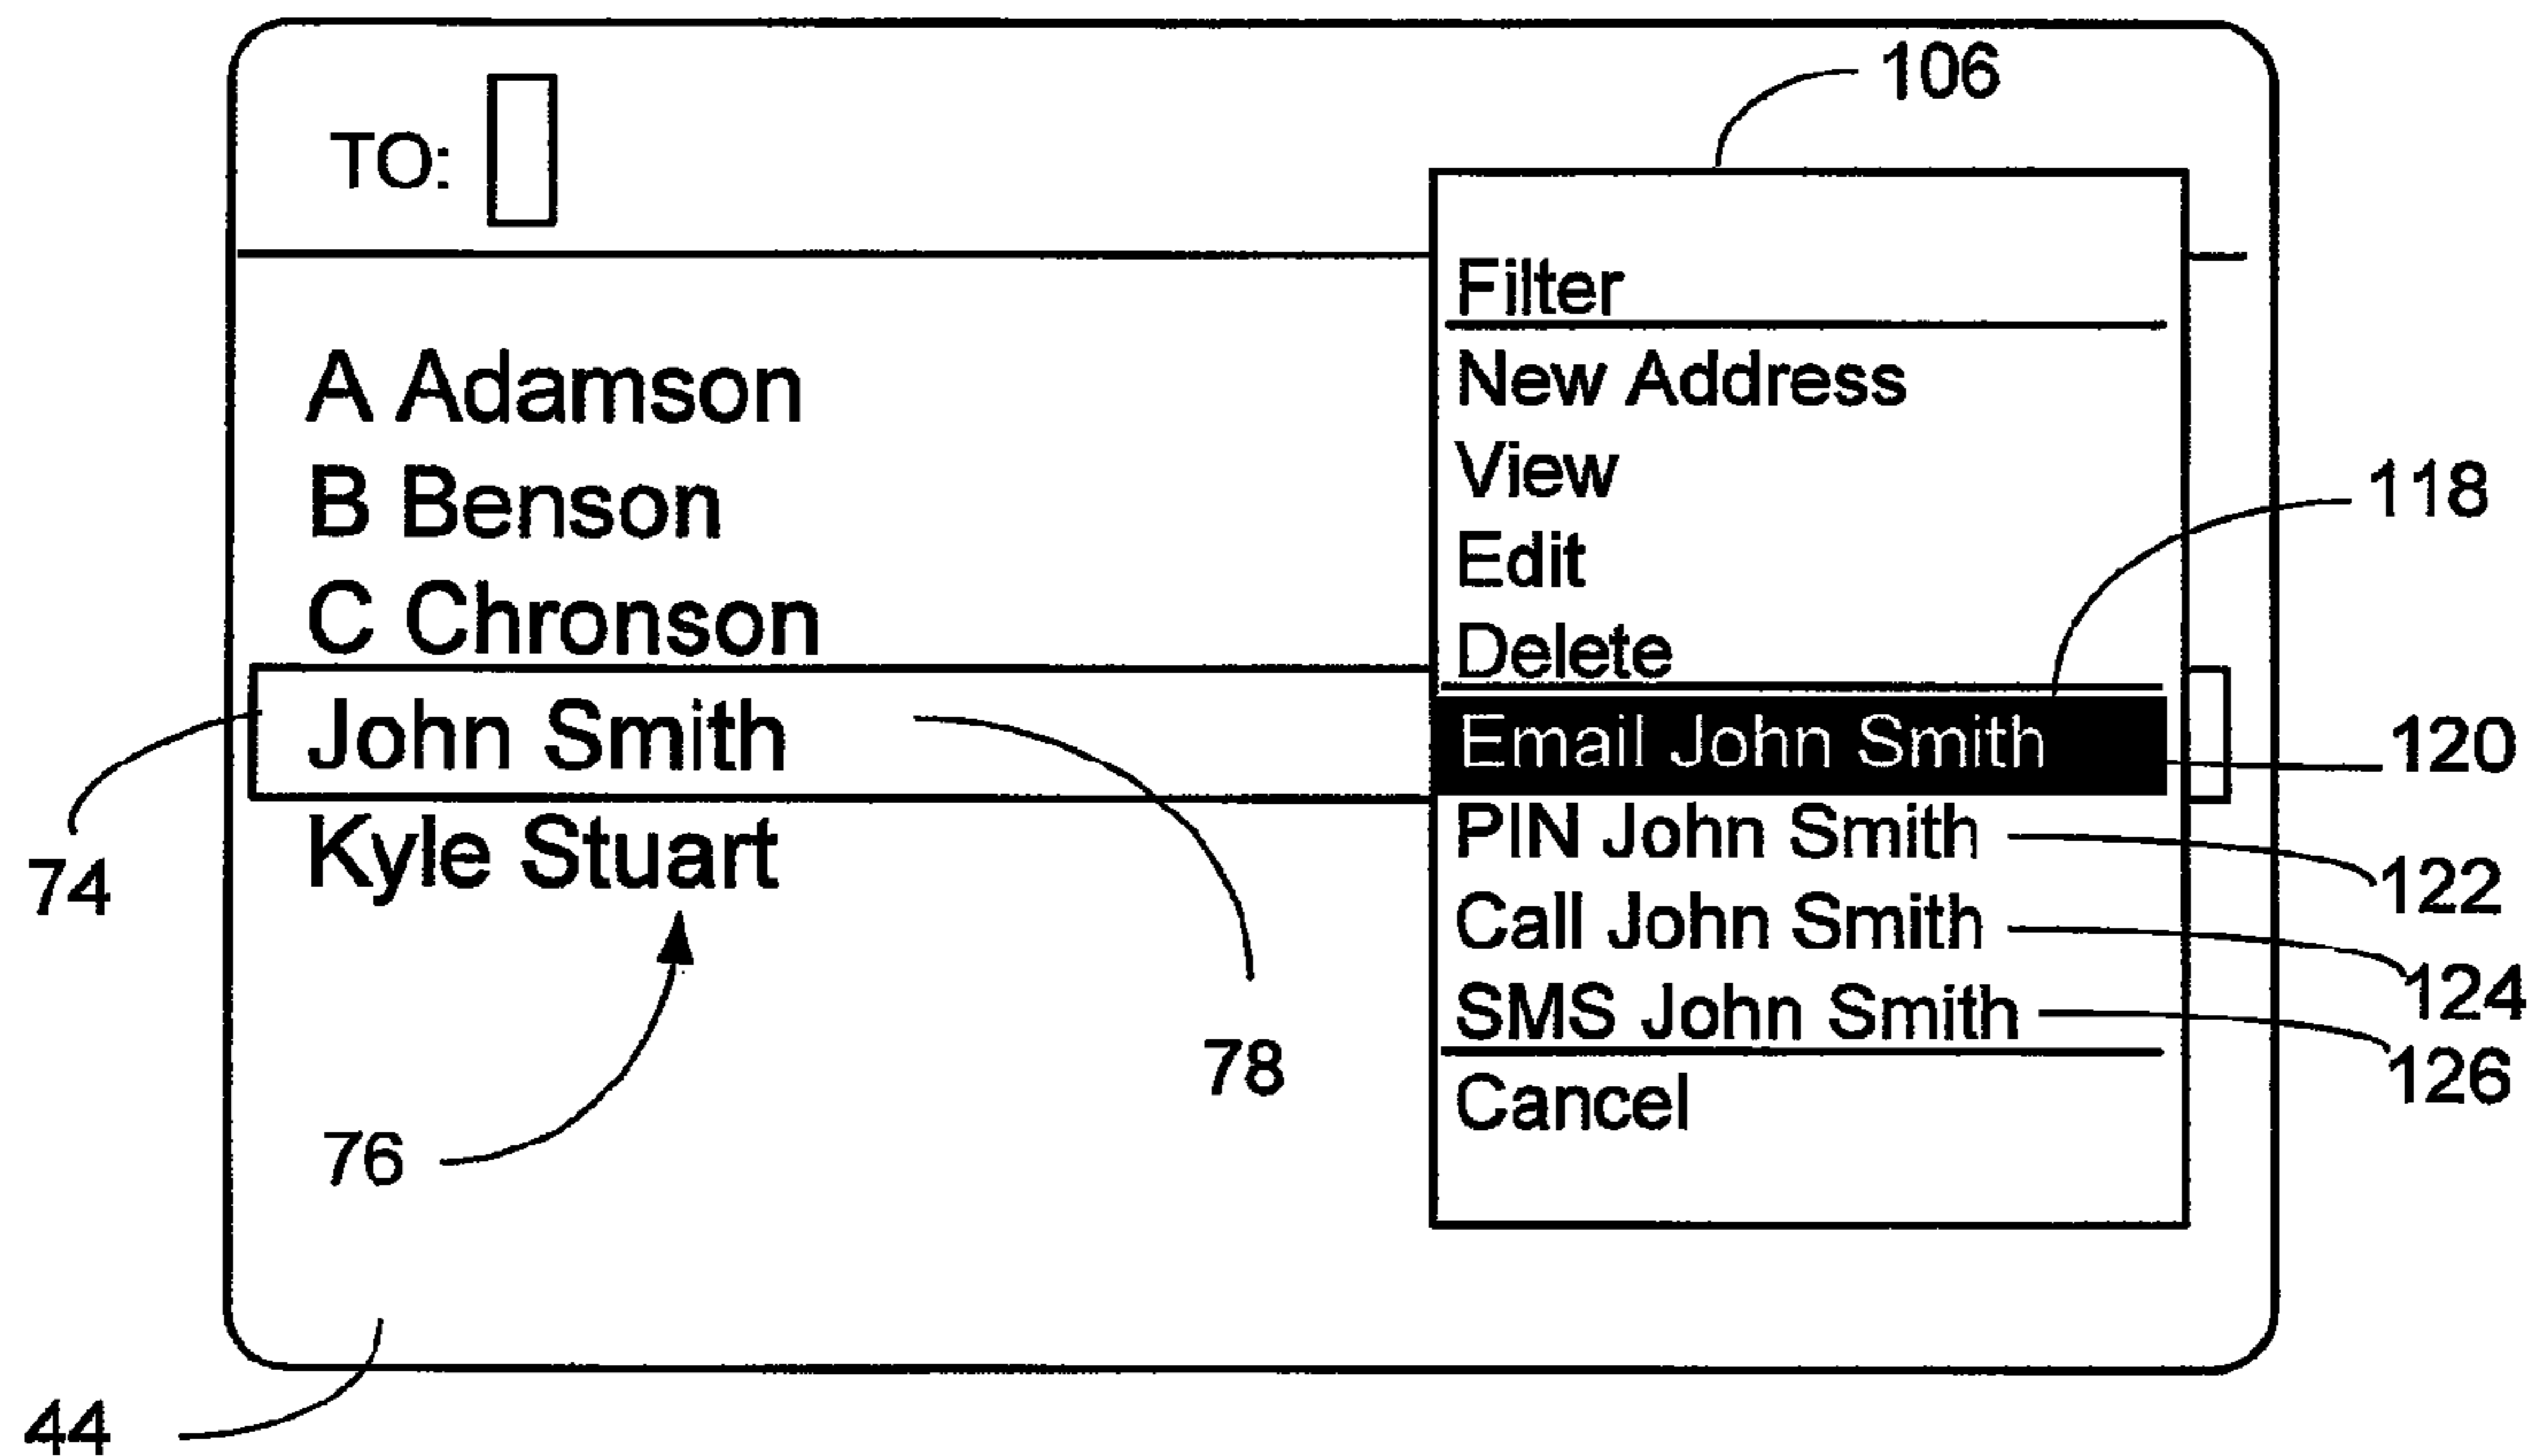 106
TO:
Filter
A Adamson
New Address
B Benson
View
118
Edit
C Chronson
Delete
John Smith
Email John Smith
120
Kyle Stuart
PIN John Smith
74
122
Call John Smith
124
SMS John Smith
78
126
Cancel
76
44